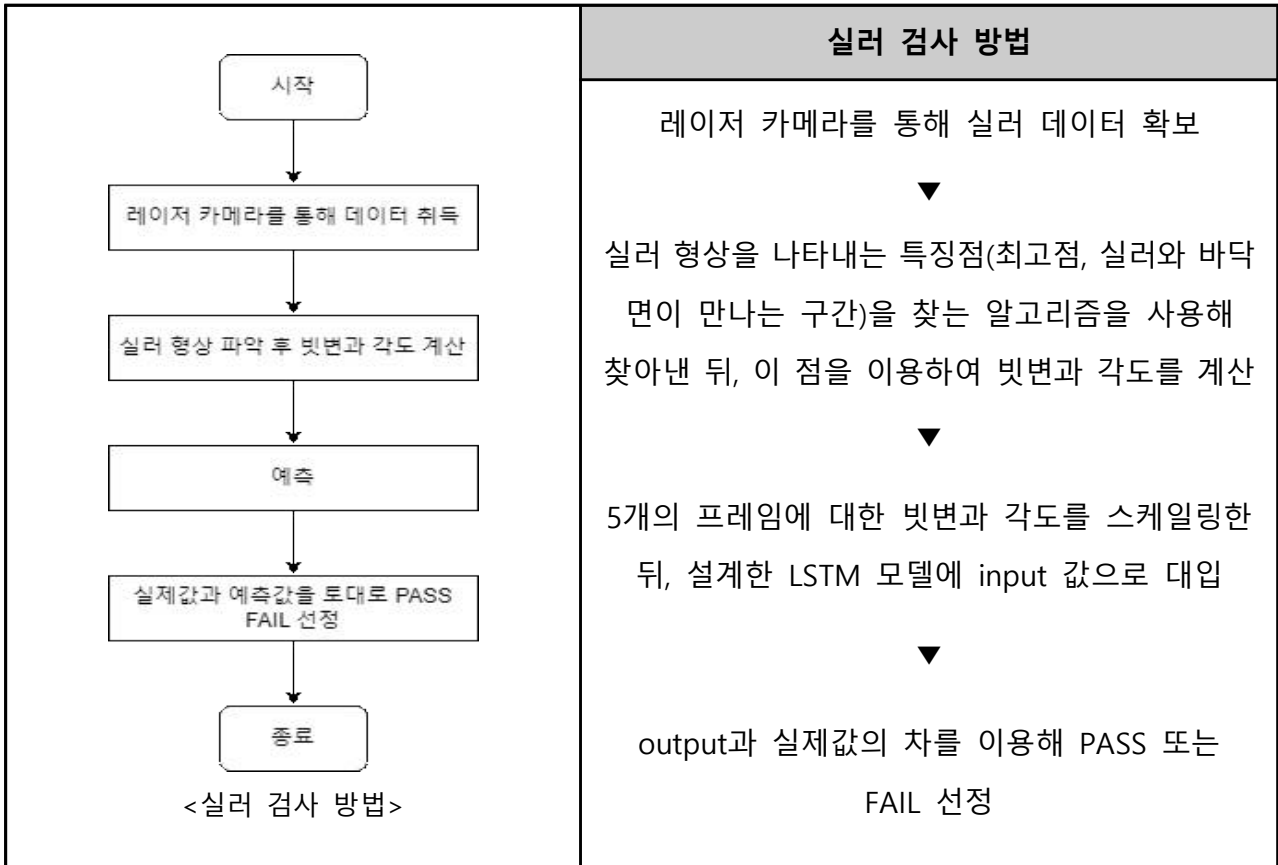 시작
레이저 카메라를 통해 데이터 취득
실러 형상 파악 후 빗변과 각도 계산
예측
실제값과 예측값을 토대로 PASS
FAIL 선정
종료
<실러 검사 방법>
실러 검사 방법
레이저 카메라를 통해 실러 데이터 확보
▼
실러 형상을 나타내는 특징점(최고점, 실러와 바닥
면이 만나는 구간)을 찾는 알고리즘을 사용해
찾아낸 뒤, 이 점을 이용하여 빗변과 각도를 계산
▼
5개의 프레임에 대한 빗변과 각도를 스케일링한
뒤, 설계한 LSTM 모델에 input 값으로 대입
▼
output과 실제값의 차를 이용해 PASS 또는
FAIL 선정